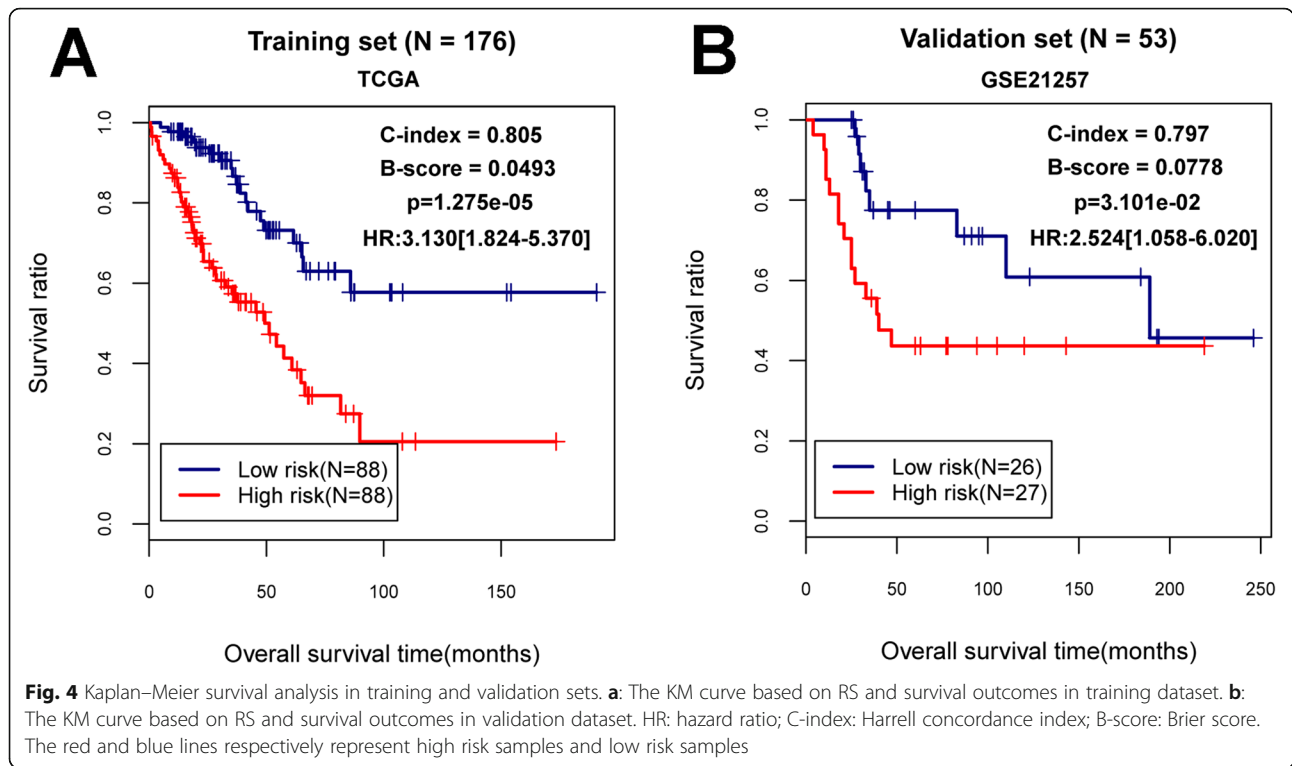 A
Training set (N = 176)
TCGA
C-index = 0.805
B-score = 0.0493
p=1.275e-05
HR:3.130[1.824-5.370]
Survival ratio
1.0
0.8
0.6
0.4
0.2
0.0
Low risk(N=88)
High risk(N=88)
0 50 100 150
Overall survival time(months)
B
Validation set (N = 53)
GSE21257
C-index = 0.797
B-score = 0.0778
p=3.101e-02
HR:2.524[1.058-6.020]
Survival ratio
1.0
0.8
0.6
0.4
0.2
0.0
Low risk(N=26)
High risk(N=27)
0 50 100 150 200 250
Overall survival time(months)
Fig. 4 Kaplan–Meier survival analysis in training and validation sets. a: The KM curve based on RS and survival outcomes in training dataset. b:
The KM curve based on RS and survival outcomes in validation dataset. HR: hazard ratio; C-index: Harrell concordance index; B-score: Brier score.
The red and blue lines respectively represent high risk samples and low risk samples